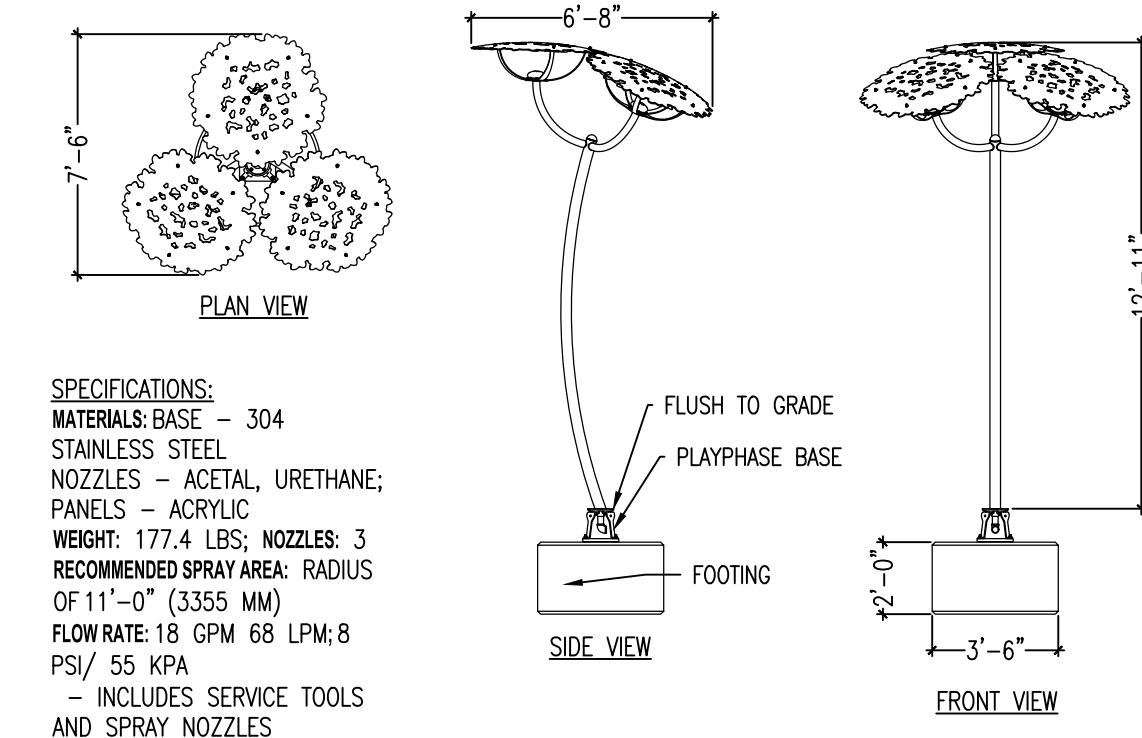 6'-8"
7'-6"
12'-11"
PLAN VIEW
SPECIFICATIONS:
MATERIALS: BASE - 304
STAINLESS STEEL
NOZZLES - ACETAL, URETHANE;
PANELS - ACRYLIC
WEIGHT: 177.4 LBS; NOZZLES: 3
RECOMMENDED SPRAY AREA: RADIUS
OF 11'-0" (3355 MM)
FLOW RATE: 18 GPM 68 LPM; 8
PSI/ 55 KPA
- INCLUDES SERVICE TOOLS
AND SPRAY NOZZLES
FLUSH TO GRADE
PLAYPHASE BASE
FOOTING
SIDE VIEW
2'-0"
3'-6"
FRONT VIEW